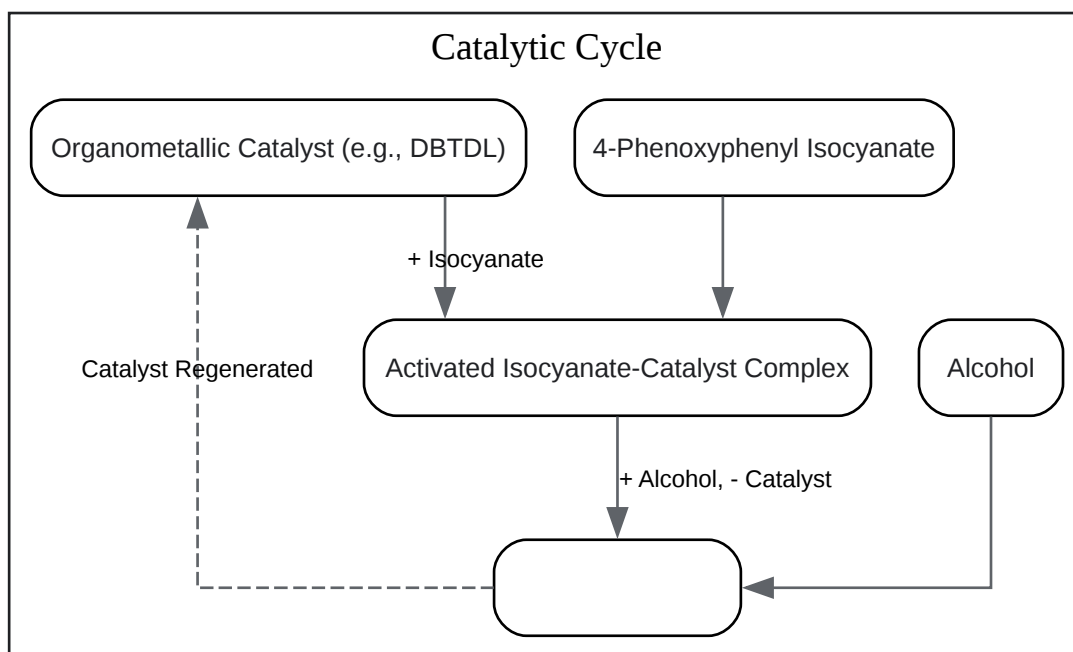 Catalytic Cycle
Organometallic Catalyst (e.g., DBTDL)
4-Phenoxyphenyl Isocyanate
+ Isocyanate
Catalyst Regenerated
Activated Isocyanate-Catalyst Complex
Alcohol
+ Alcohol, - Catalyst